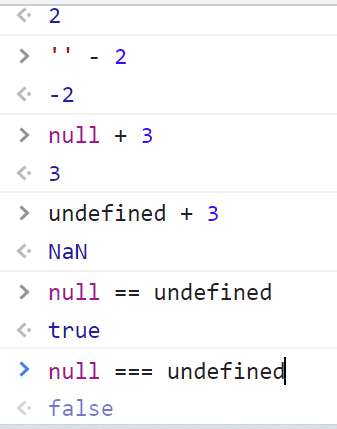 2
'' - 2
-2
null + 3
3
undefined + 3
NaN
null == undefined
true
null === undefined
false